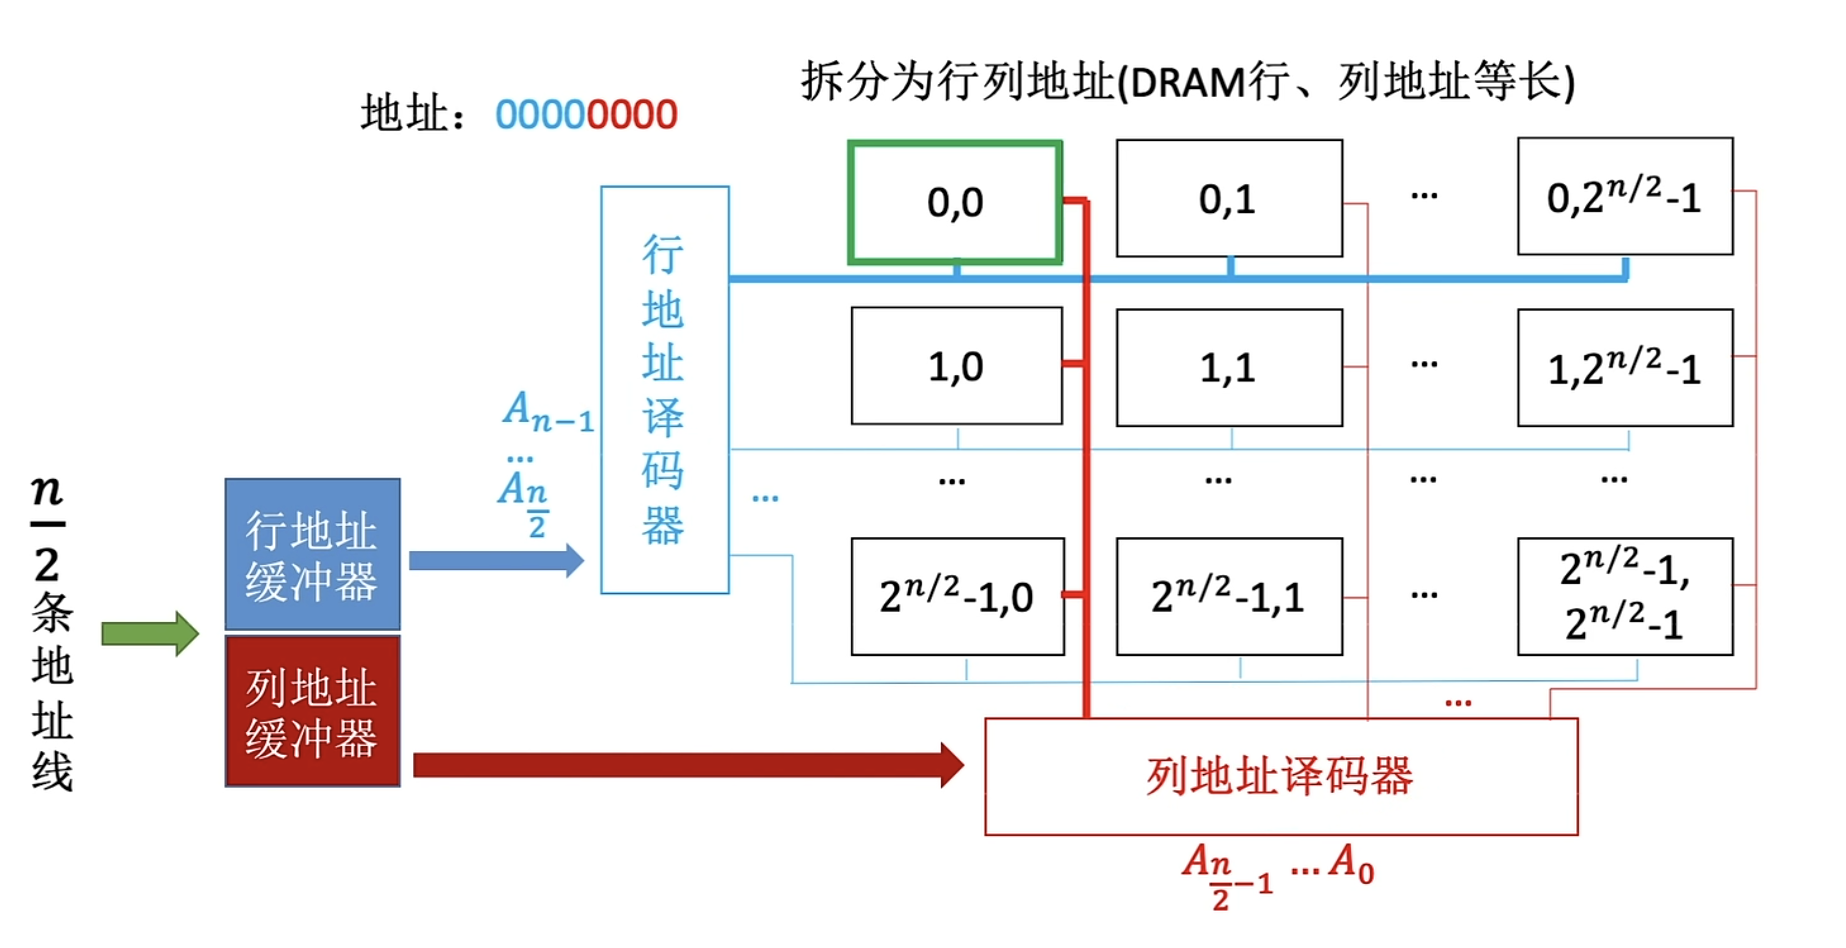 拆分为行列地址(DRAM行、列地址等长)
地址：00000000
0,0
0,1
...
0,2^{n/2}-1
行地址译码器
1,0
1,1
...
1,2^{n/2}-1
A_{n-1}
...
A_{\frac{n}{2}}
...
...
...
...
...
2^{n/2}-1,0
2^{n/2}-1,1
...
2^{n/2}-1,
2^{n/2}-1
\frac{n}{2}条地址线
行地址
缓冲器
列地址
缓冲器
...
列地址译码器
A_{\frac{n}{2}-1} ... A_0